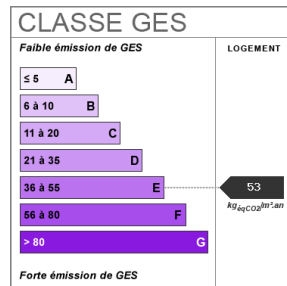 CLASSE GES
Faible émission de GES
LOGEMENT
≤ 5 A
6 à 10 B
11 à 20 C
21 à 35 D
36 à 55 E
53
kgéqCO2/m².an
56 à 80 F
> 80 G
Forte émission de GES